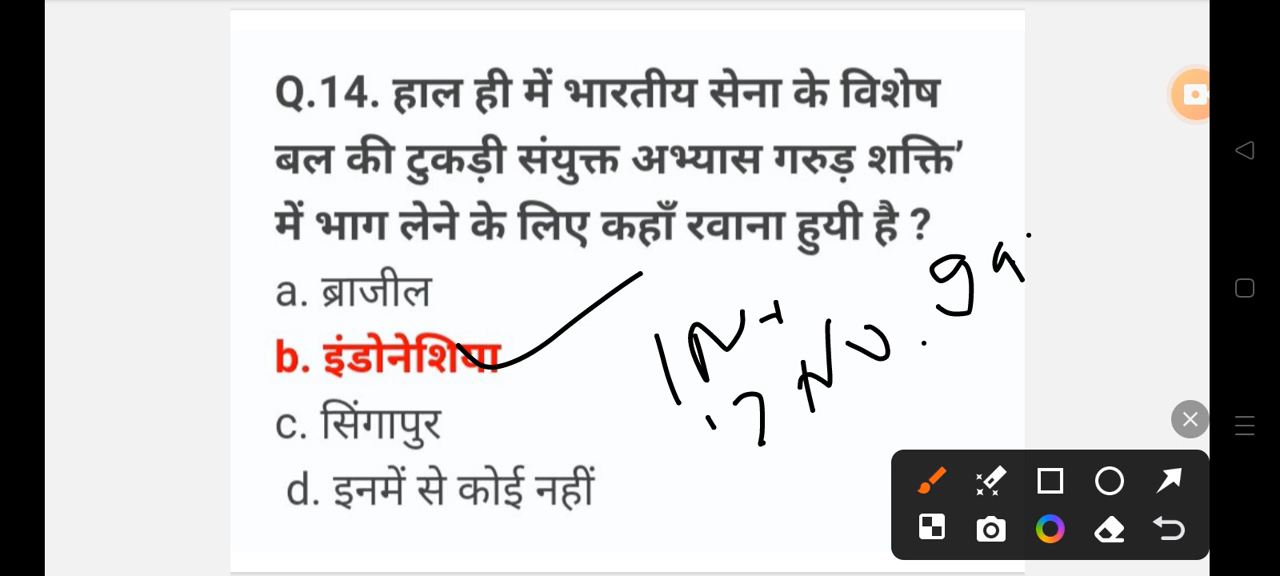 Q.14. हाल ही में भारतीय सेना के विशेष
बल की टुकड़ी संयुक्त अभ्यास गरुड़ शक्ति’
में भाग लेने के लिए कहाँ रवाना हुयी है ?
a. ब्राजील
b. इंडोनेशिया
c. सिंगापुर
d. इनमें से कोई नहीं